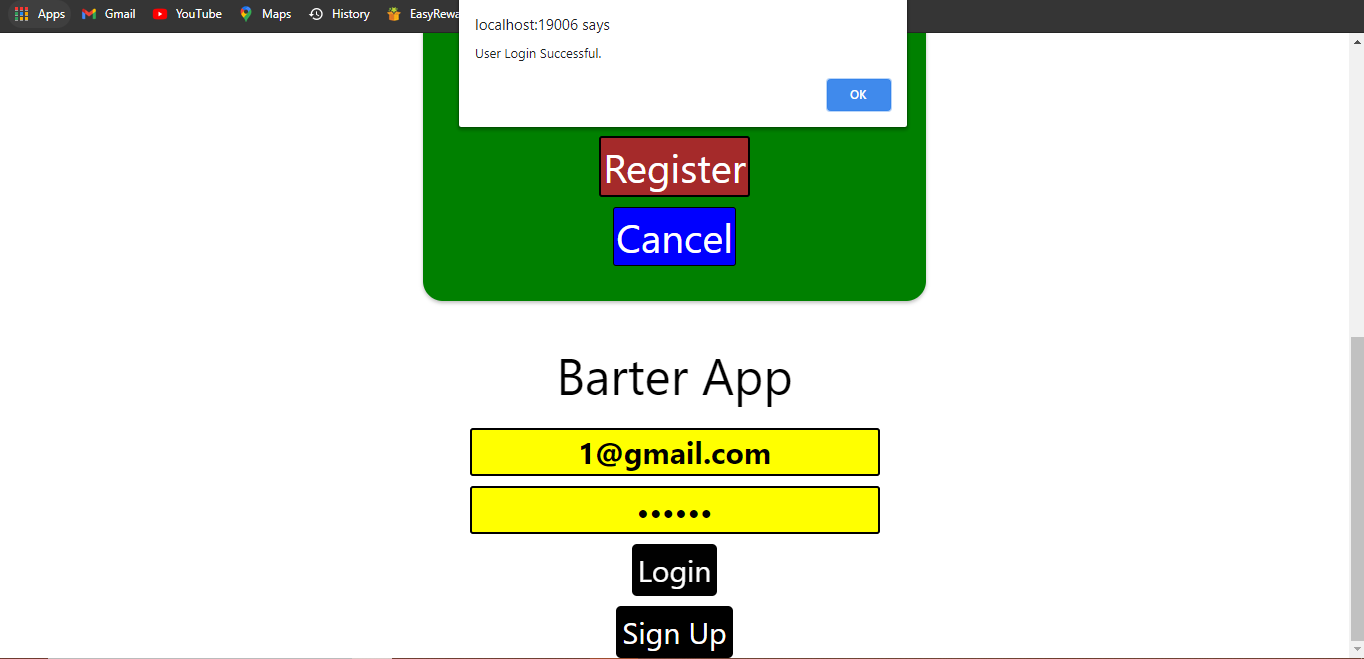 Apps Gmail YouTube Maps History EasyRewa
localhost:19006 says
User Login Successful.
OK
Register
Cancel
Barter App
1@gmail.com
••••••
Login
Sign Up